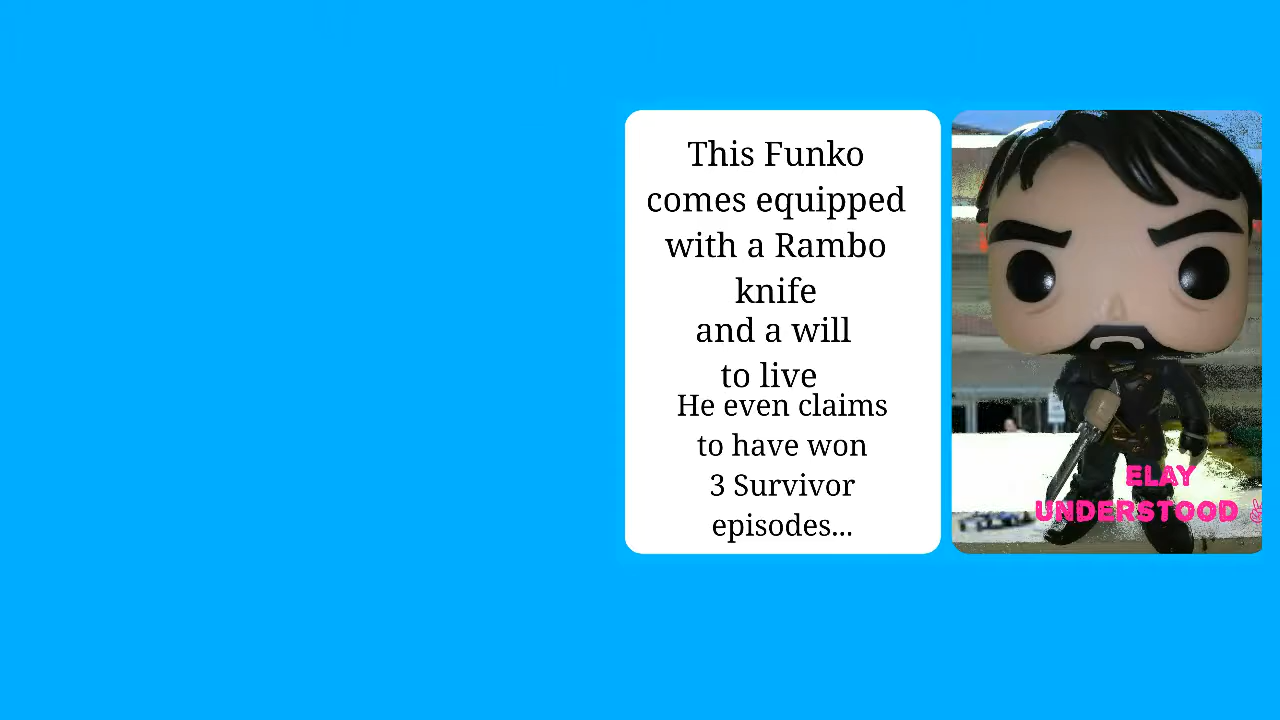 This Funko
comes equipped
with a Rambo
knife
and a will
to live
He even claims
to have won
3 Survivor
episodes...
ELAY
UNDERSTOOD ✌